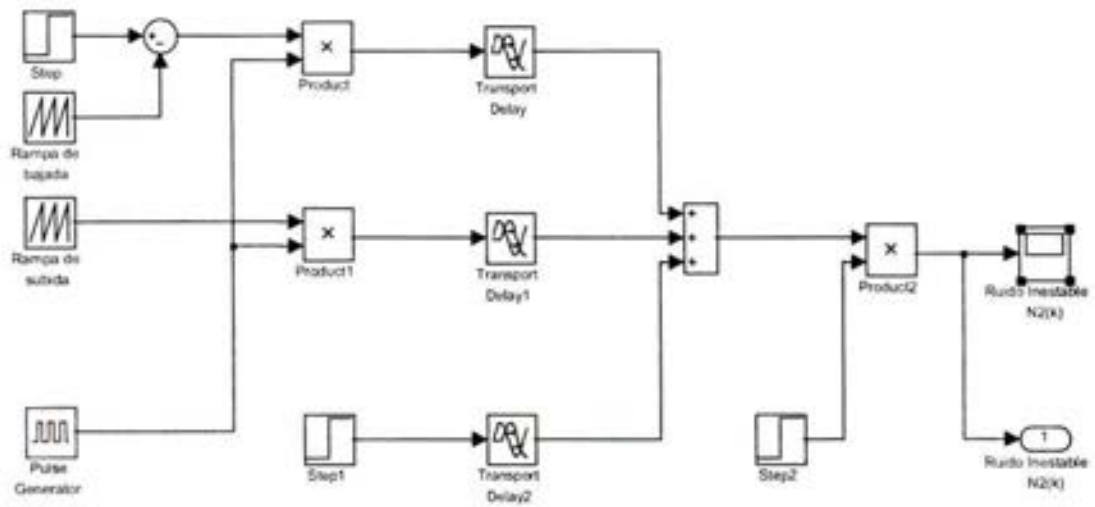 Step
Product
Transport
Delay
Rampa de
bajada
Rampa de
subida
Product1
Transport
Delay1
Product2
Ruido Inestable
N2(k)
Pulse
Generator
Step1
Transport
Delay2
Step2
1
Ruido Inestable
N2(k)